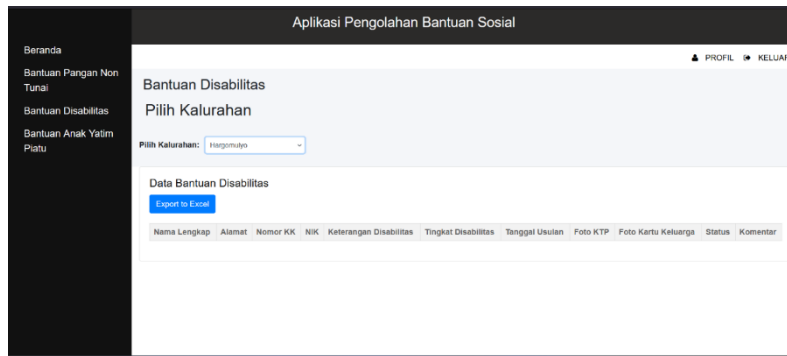 Aplikasi Pengolahan Bantuan Sosial
PROFIL KELUAR
Beranda
Bantuan Pangan Non
Tunai
Bantuan Disabilitas
Bantuan Anak Yatim
Piatu
Bantuan Disabilitas
Pilih Kalurahan
Pilih Kalurahan: Hargomulyo
Data Bantuan Disabilitas
Export to Excel
Nama Lengkap Alamat Nomor KK NIK Keterangan Disabilitas Tingkat Disabilitas Tanggal Usulan Foto KTP Foto Kartu Keluarga Status Komentar